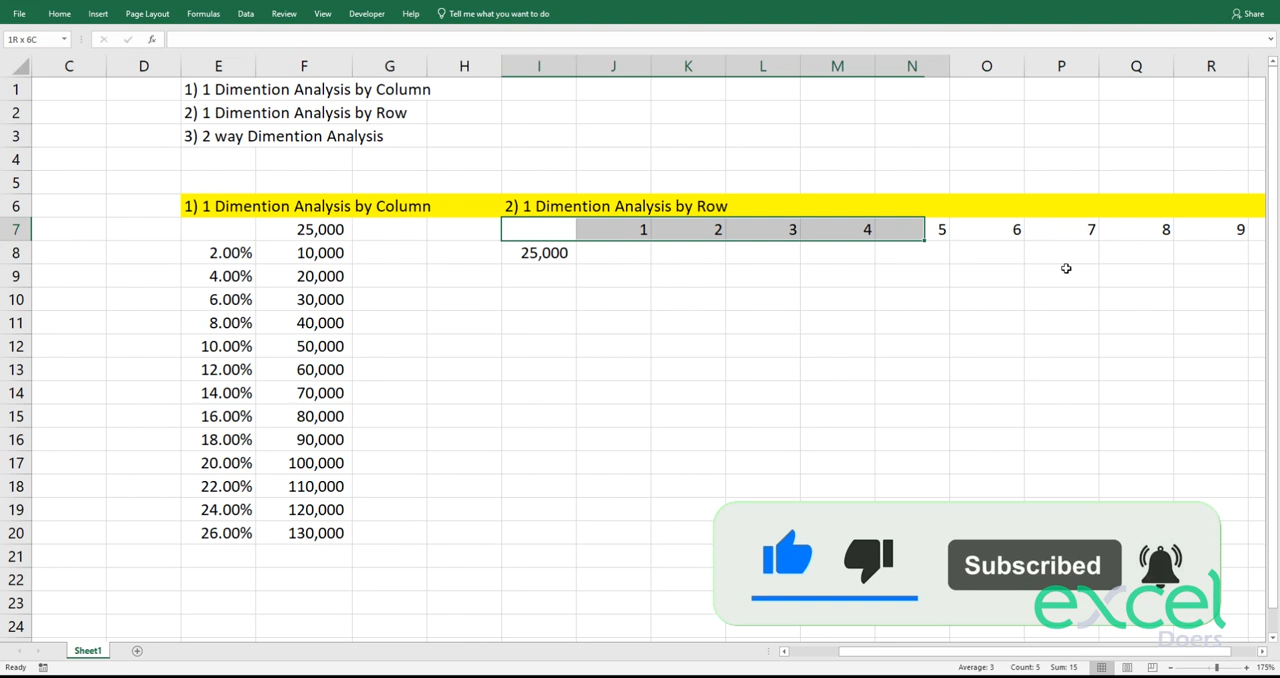 File Home Insert Page Layout Formulas Data Review View Developer Help Tell me what you want to do Share
1R x 6C fx
C D E F G H I J K L M N O P Q R
1 1) 1 Dimention Analysis by Column
2 2) 1 Dimention Analysis by Row
3 3) 2 way Dimention Analysis
4
5
6 1) 1 Dimention Analysis by Column 2) 1 Dimention Analysis by Row
7 25,000 1 2 3 4 5 6 7 8 9
8 2.00% 10,000 25,000
9 4.00% 20,000
10 6.00% 30,000
11 8.00% 40,000
12 10.00% 50,000
13 12.00% 60,000
14 14.00% 70,000
15 16.00% 80,000
16 18.00% 90,000
17 20.00% 100,000
18 22.00% 110,000
19 24.00% 120,000
20 26.00% 130,000
21
22
23
24
Subscribed
excel
Doers
Sheet1
Ready Average: 3 Count: 5 Sum: 15 175%